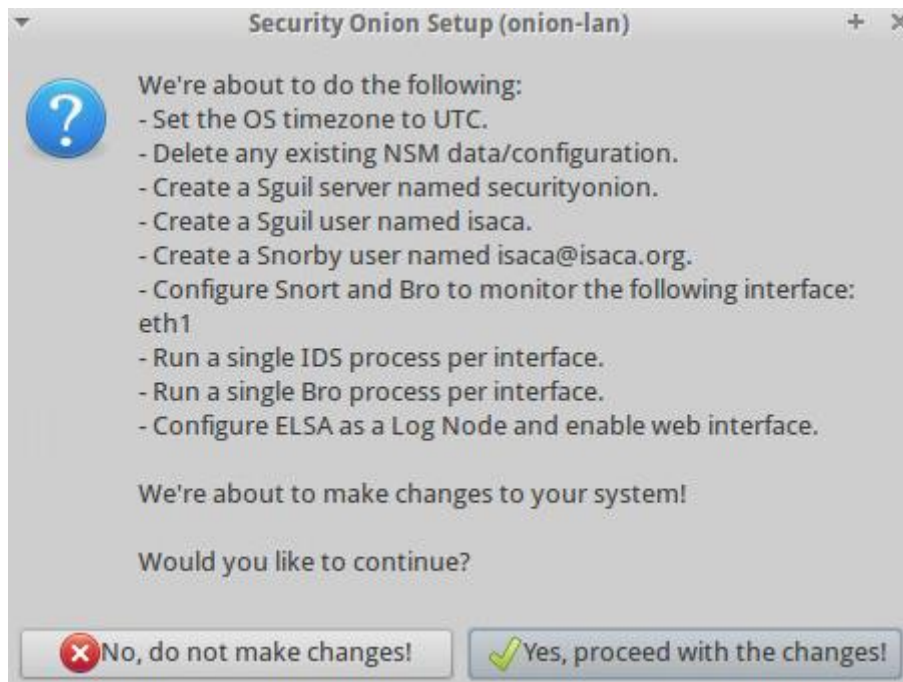 Security Onion Setup (onion-lan)
We're about to do the following:
- Set the OS timezone to UTC.
- Delete any existing NSM data/configuration.
- Create a Sguil server named securityonion.
- Create a Sguil user named isaca.
- Create a Snorby user named isaca@isaca.org.
- Configure Snort and Bro to monitor the following interface:
eth1
- Run a single IDS process per interface.
- Run a single Bro process per interface.
- Configure ELSA as a Log Node and enable web interface.
We're about to make changes to your system!
Would you like to continue?
No, do not make changes!
Yes, proceed with the changes!